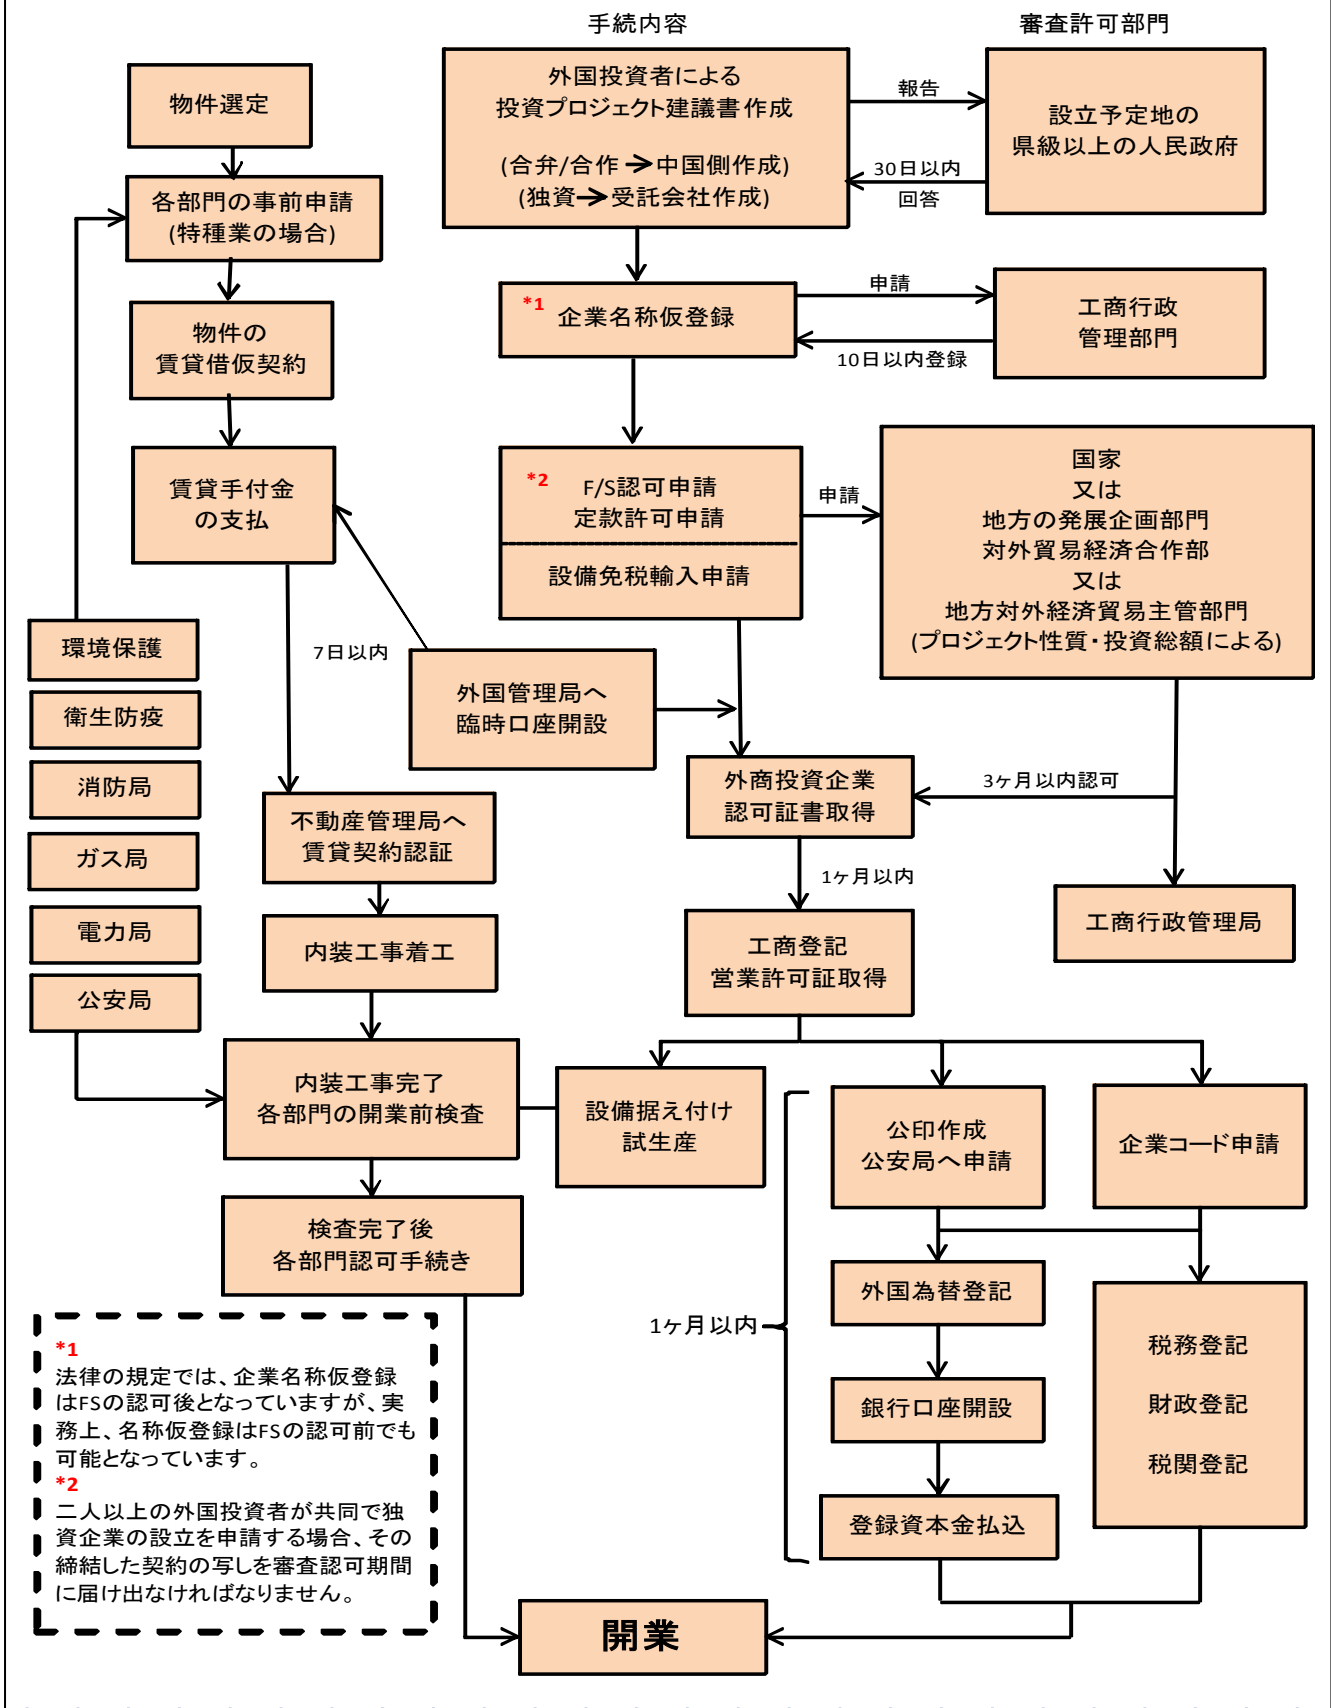 手続内容
審査許可部門
物件選定
各部門の事前申請
(特種業の場合)
物件の
賃貸借仮契約
賃貸手付金
の支払
7日以内
環境保護
衛生防疫
消防局
ガス局
電力局
公安局
不動産管理局へ
賃貸契約認証
内装工事着工
内装工事完了
各部門の開業前検査
検査完了後
各部門認可手続き
外国投資者による
投資プロジェクト建議書作成
(合弁/合作➔中国側作成)
(独資➔受託会社作成)
報告
30日以内
回答
設立予定地の
県級以上の人民政府
*1
企業名称仮登録
申請
10日以内登録
工商行政
管理部門
*2
F/S認可申請
定款許可申請
設備免税輸入申請
申請
国家
又は
地方の発展企画部門
対外貿易経済合作部
又は
地方対外経済貿易主管部門
(プロジェクト性質・投資総額による)
外国管理局へ
臨時口座開設
外商投資企業
認可証書取得
3ヶ月以内認可
工商行政管理局
1ヶ月以内
工商登記
営業許可証取得
設備据え付け
試生産
公印作成
公安局へ申請
企業コード申請
1ヶ月以内
外国為替登記
銀行口座開設
登録資本金払込
税務登記
財政登記
税関登記
*1
法律の規定では、企業名称仮登録
はFSの認可後となっていますが、実
務上、名称仮登録はFSの認可前でも
可能となっています。
*2
二人以上の外国投資者が共同で独
資企業の設立を申請する場合、その
締結した契約の写しを審査認可期間
に届け出なければなりません。
開業